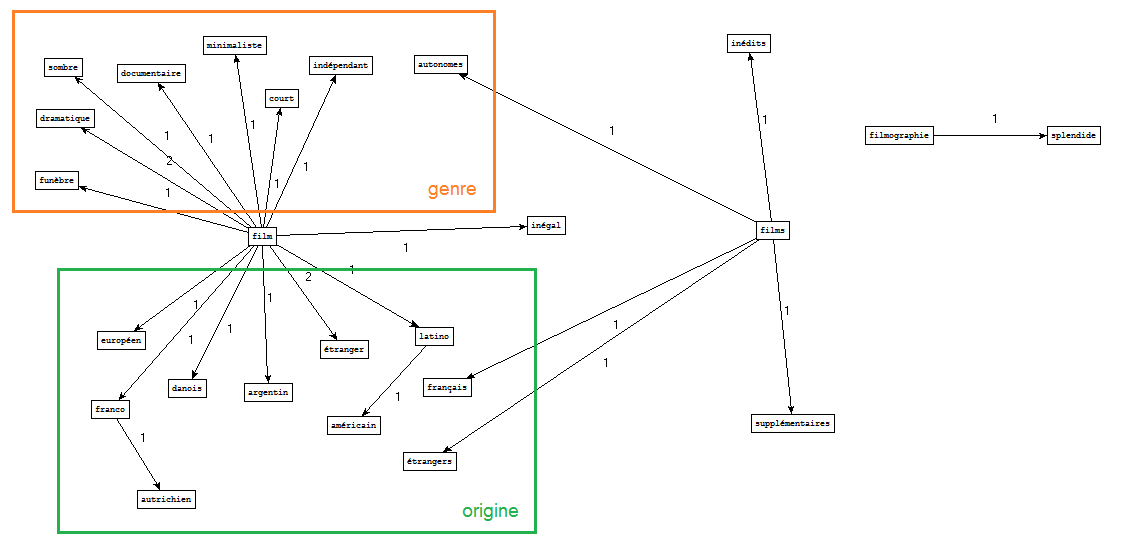 inédits
minimaliste
sombre
documentaire
indépendant
autonomes
court
dramatique
1
1
1
1
1
filmographie
1
splendide
2
1
funèbre
1
1
genre
inégal
film
films
1
1
2
1
1
1
1
1
1
européen
étranger
latino
1
danois
argentin
français
1
franco
américain
supplémentaires
1
étrangers
autrichien
origine